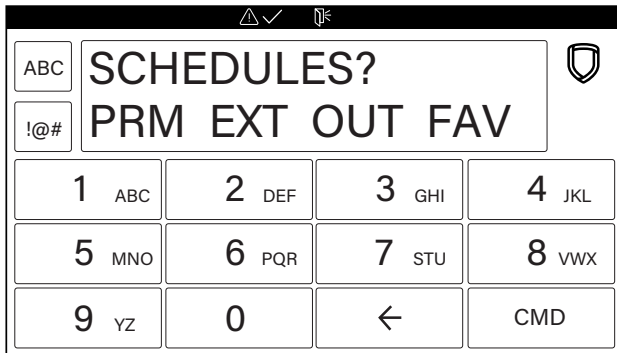 ABC
SCHEDULES?
!@#
PRM EXT OUT FAV
1 ABC
2 DEF
3 GHI
4 JKL
5 MNO
6 PQR
7 STU
8 VWX
9 YZ
0
←
CMD